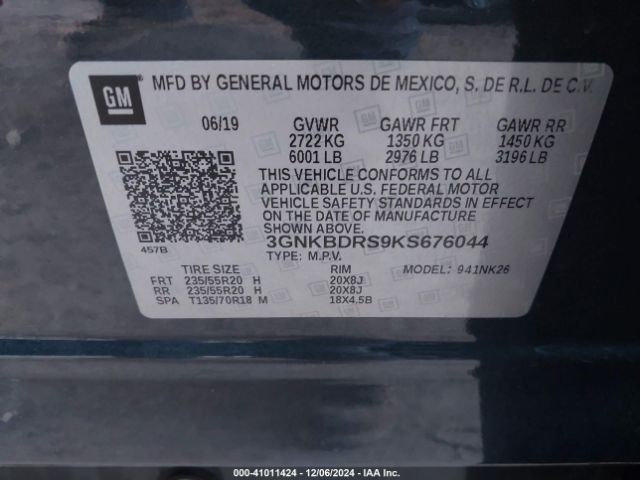 GM MFD BY GENERAL MOTORS DE MEXICO, S. DE R.L. DE C.V.
06/19 GVWR GAWR FRT GAWR RR
2722 KG 1350 KG 1450 KG
6001 LB 2976 LB 3196 LB
THIS VEHICLE CONFORMS TO ALL
APPLICABLE U.S. FEDERAL MOTOR
VEHICLE SAFETY STANDARDS IN
EFFECT ON THE DATE OF MANUFACTURE
SHOWN ABOVE.
3GNKBDRS9KS676044
457B TYPE: M.P.V.
TIRE SIZE RIM MODEL: 941NK26
FRT 235/55R20 H 20X8J
RR 235/55R20 H 20X8J
SPA T135/70R18 M 18X4.5B
000-41011424 - 12/06/2024 - IAA Inc.